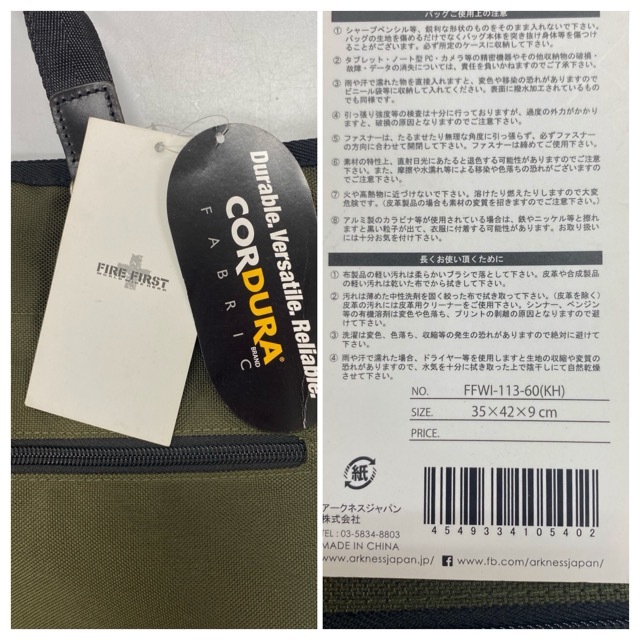 FIRE FIRST
Durable. Versatile. Reliable.
CORDURA®
BRAND
FABRIC
バッグご使用上の注意
① シャープペンシル等、鋭利な形状のものをそのまま入れないで下さい。
バッグの生地を傷めるだけでなくバッグ本体を突き抜け身体等を傷つけ
ることがございます。必ず所定のケースに収納して下さい。
② タブレット・ノート型PC・カメラ等の精密機器やその他収納物の破損・
故障・データの消失については、責任を負いかねますのでご了承下さい。
③ 雨や汗で濡れた物を直接入れますと、変色や移染の恐れがありますので
ビニール袋等に収納して入れてください。表面に撥水加工されているもの
でも同様です。
④ 引っ張り強度等の検査は十分に行っておりますが、過度の外力がかかり
ますと、破損の原因となりますのでご注意下さい。
⑤ ファスナーは、たるませたり無理な角度に引っ張らず、必ずファスナー
の方向に合わせて開閉して下さい。ファスナーは締めてご使用下さい。
⑥ 素材の特性上、直射日光にあたると退色する可能性がありますのでご注意
下さい。また、摩擦や水濡れ等による移染や色落ちの恐れがございますの
でご注意下さい。
⑦ 火や高熱物に近づけないで下さい。溶けたり燃えたりしますので大変
危険です。(皮革製品の場合も素材の変質を招きますのでご注意下さい)
⑧ アルミ製のカラビナ等が使用されている場合は、鉄やニッケル等と擦れ
ますと黒い粒子が出て、衣服に付着する可能性があります。お取り扱い
には十分お気を付け下さい。
長くお使い頂くために
① 布製品の軽い汚れは柔らかいブラシで落として下さい。皮革や合成製品
の軽い汚れは乾いた布でから拭きして下さい。
② 汚れは薄めた中性洗剤を固く絞った布で拭き取って下さい。(皮革を除く)
皮革の汚れには皮革用クリーナーをご使用下さい。シンナー、ベンジン
等の有機溶剤は変色や色落ち、プリントの剥離の原因となりますのでご
使用にならないで下さい。
③ 洗濯は変色、色落ち、収縮等の発生の恐れがありますので絶対に避けて
下さい。
④ 雨や汗で濡れた場合、ドライヤー等を使用しますと生地の収縮や変質の
恐れがありますので、水気を十分に拭き取った上で陰干しにて自然乾燥
させて下さい。
NO. FFWI-113-60(KH)
SIZE. 35×42×9 cm
PRICE.
紙
アークネスジャパン
株式会社
TEL : 03-5834-8803
MADE IN CHINA
4 549334 105402
www.arknessjapan.jp/
www.fb.com/arknessjapan/